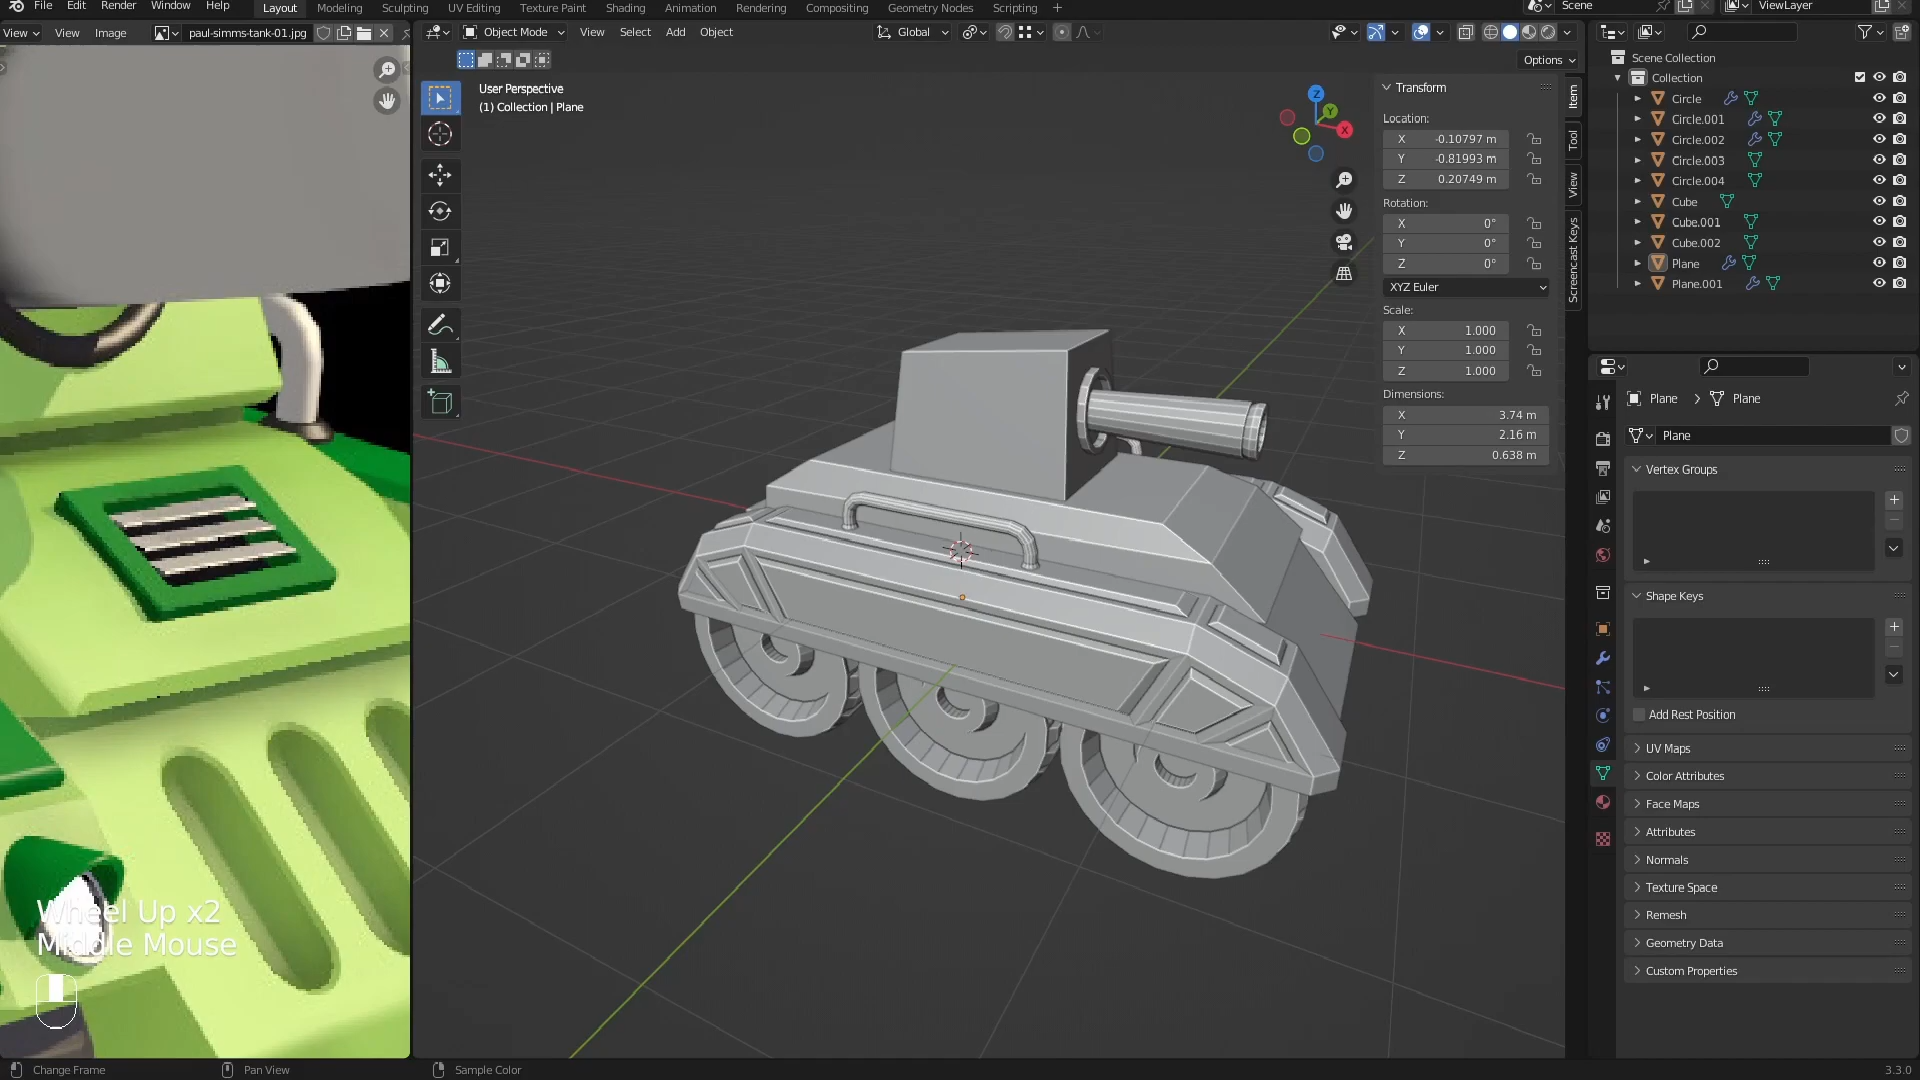 File Edit Render Window Help Layout Modeling Sculpting UV Editing Texture Paint Shading Animation Rendering Compositing Geometry Nodes Scripting + Scene ViewLayer
View View Image paul-simms-tank-01.jpg Object Mode View Select Add Object Global
Options
User Perspective
(1) Collection | Plane
Z
Y
X
Transform
Location:
X -0.10797 m
Y -0.81993 m
Z 0.20749 m
Rotation:
X 0°
Y 0°
Z 0°
XYZ Euler
Scale:
X 1.000
Y 1.000
Z 1.000
Dimensions:
X 3.74 m
Y 2.16 m
Z 0.638 m
Item
Tool
View
Screencast Keys
Scene Collection
Collection
Circle
Circle.001
Circle.002
Circle.003
Circle.004
Cube
Cube.001
Cube.002
Plane
Plane.001
Plane > Plane
Plane
Vertex Groups
Shape Keys
Add Rest Position
UV Maps
Color Attributes
Face Maps
Attributes
Normals
Texture Space
Remesh
Geometry Data
Custom Properties
Wheel Up x2
Middle Mouse
Change Frame Pan View Sample Color 3.3.0